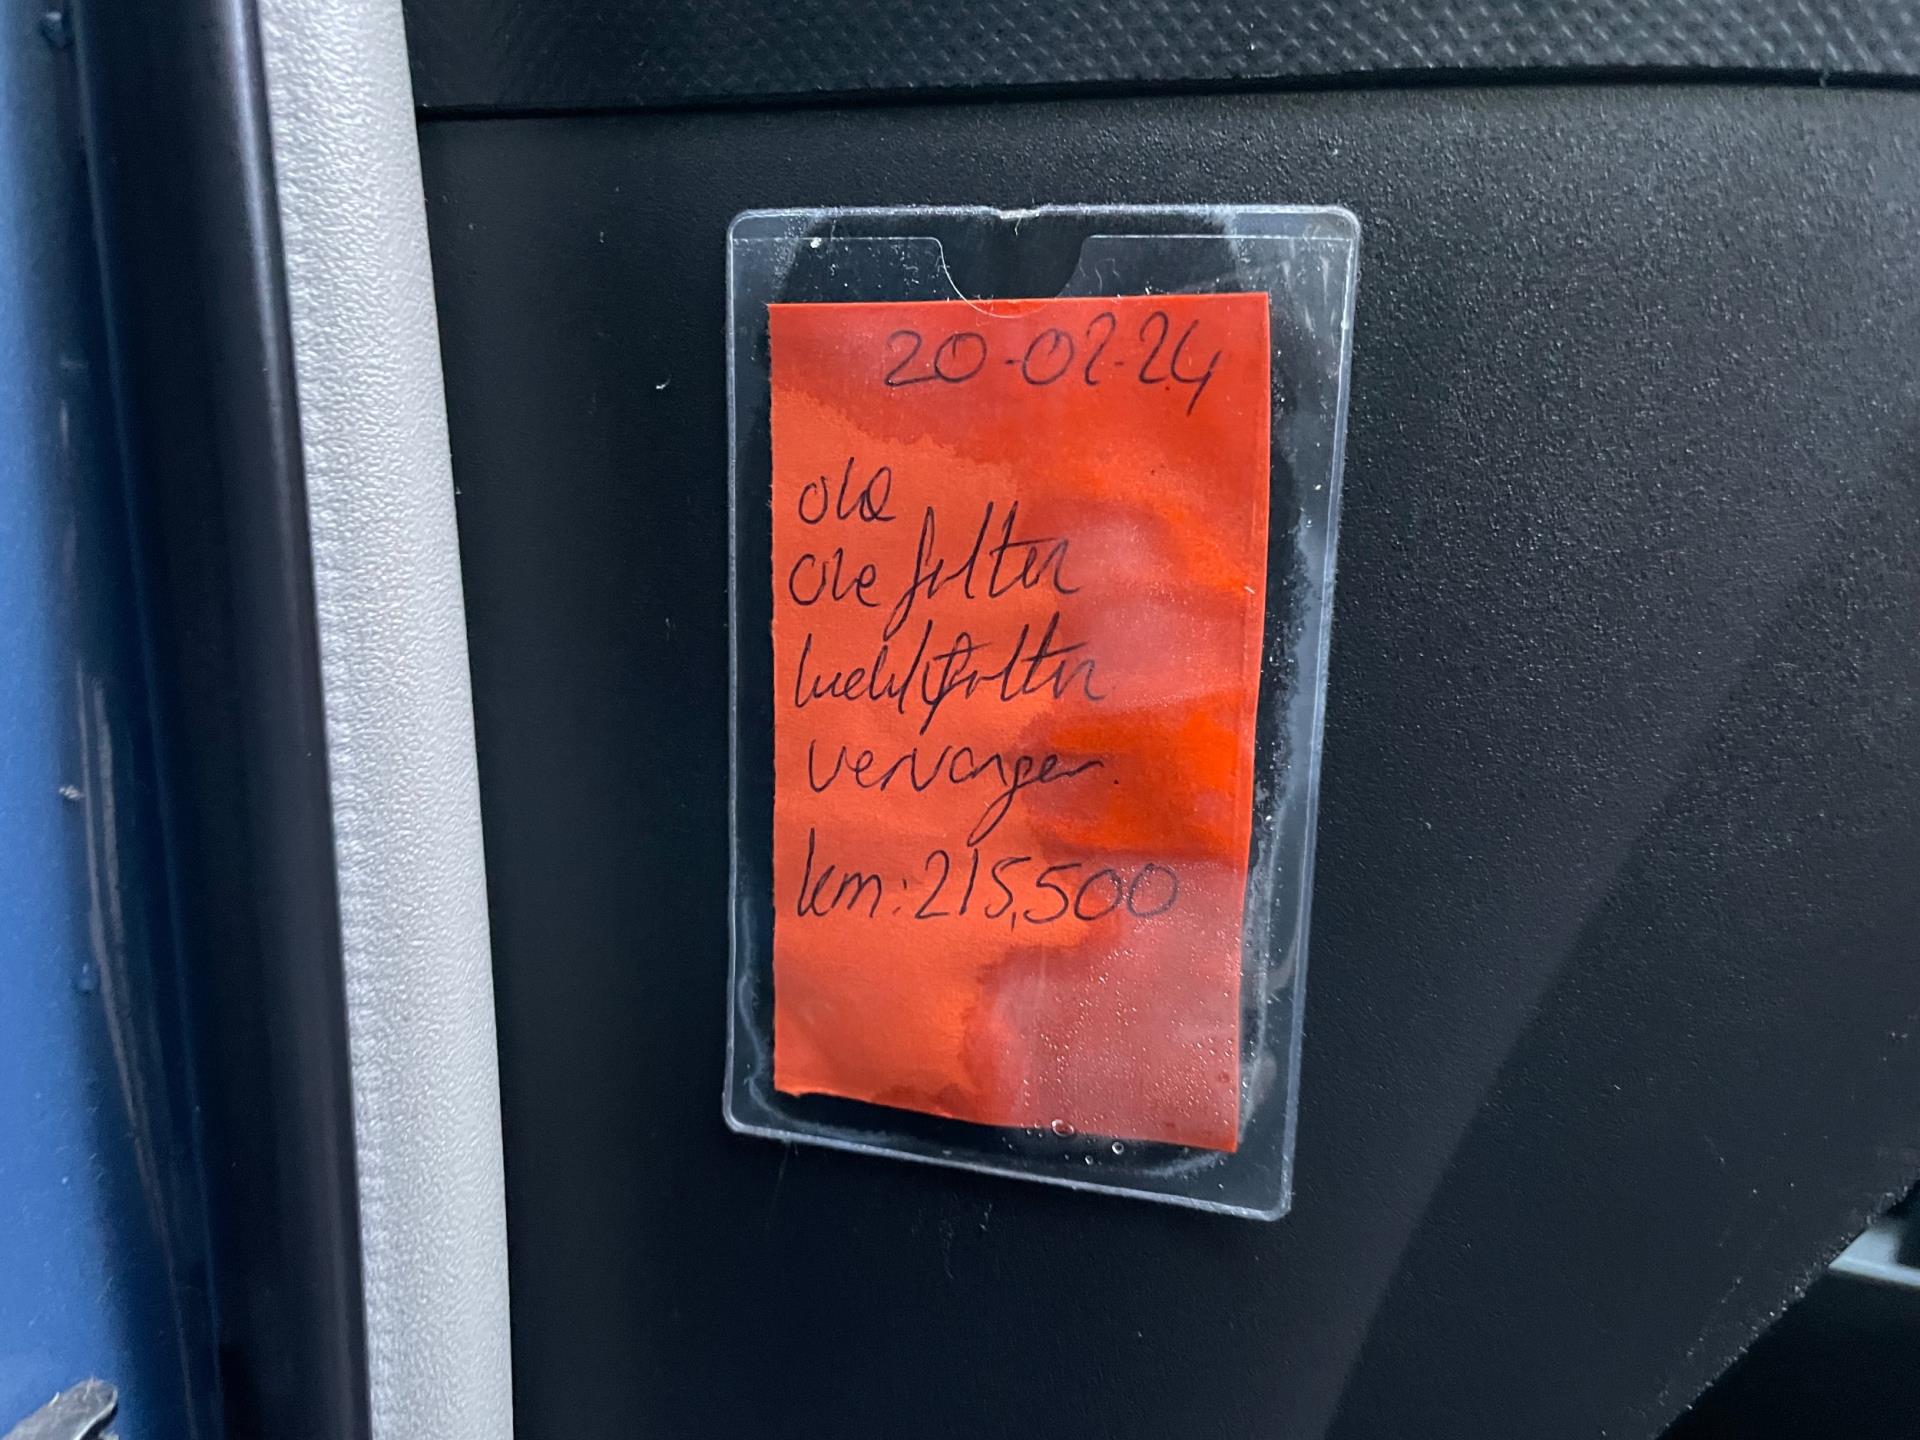 20-02-24
olie
olie filter
luchtfilter
vervangen.
km: 215,500